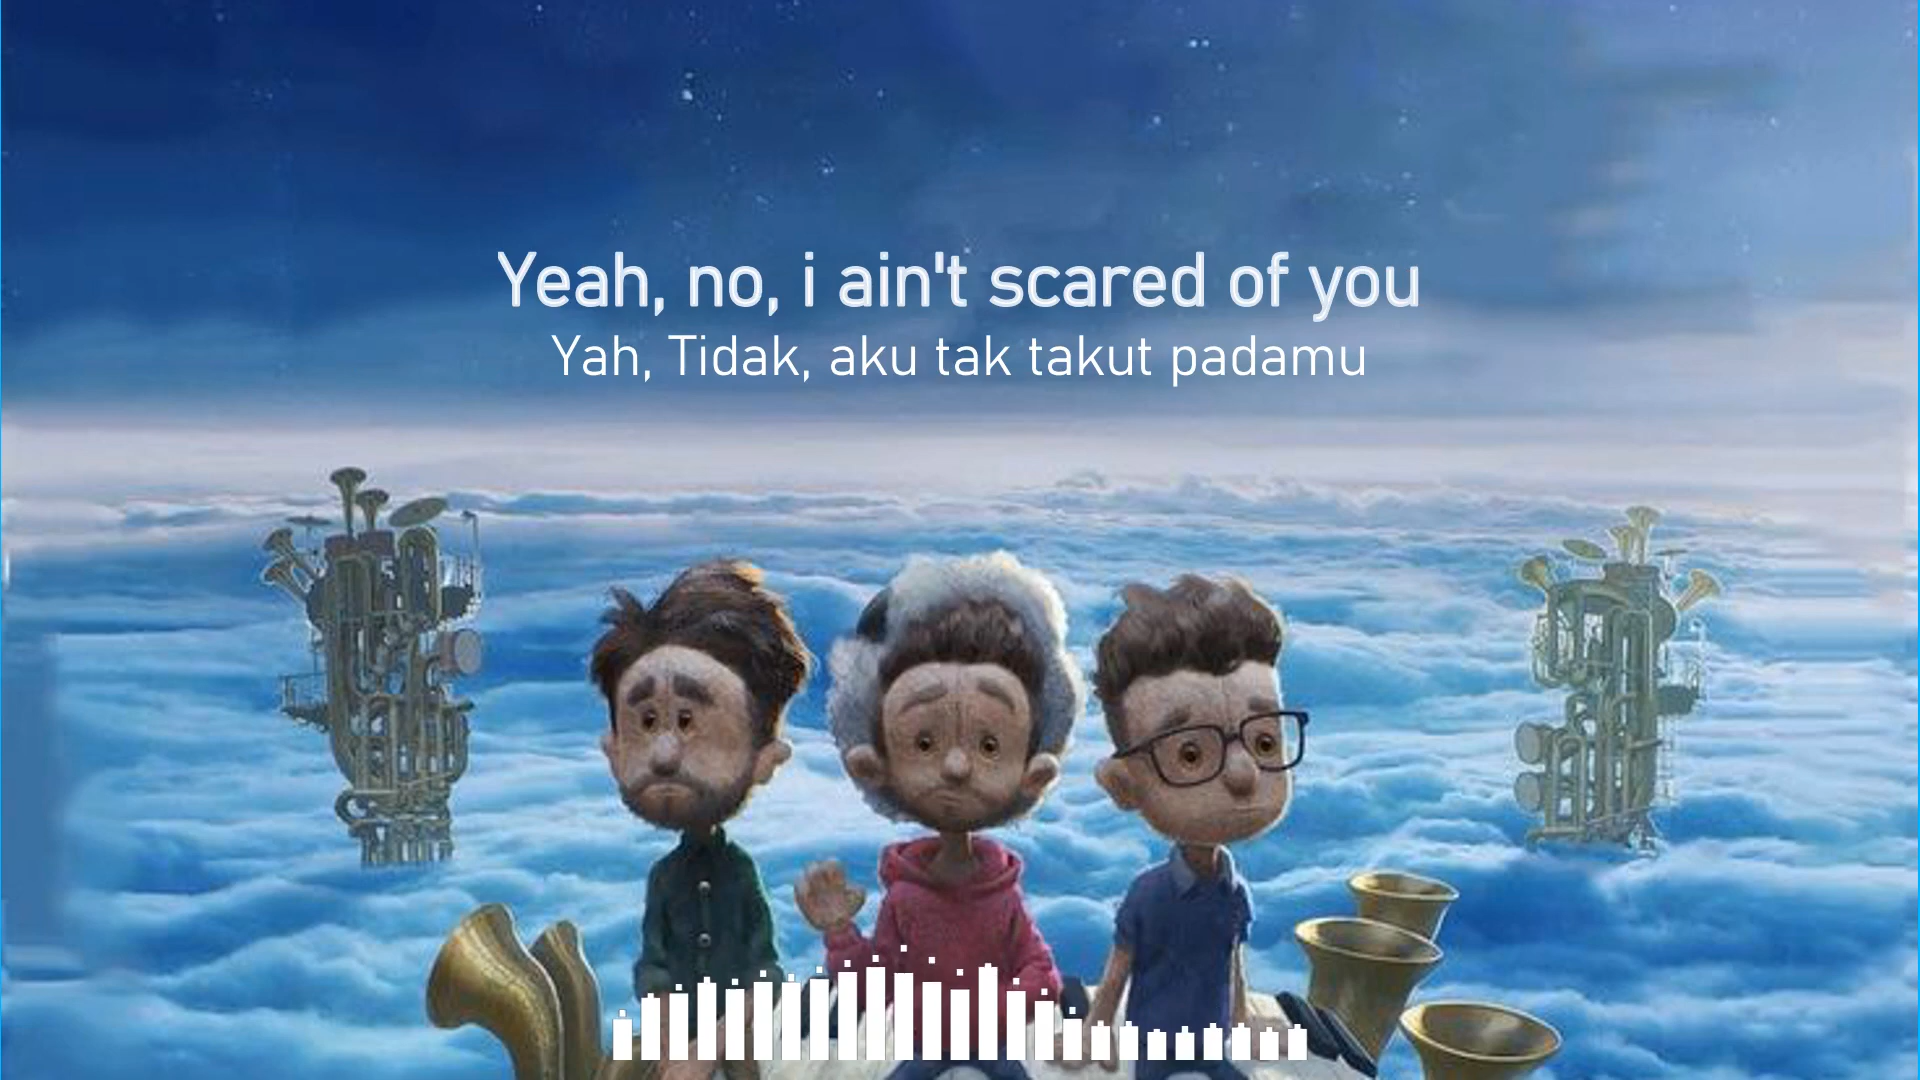 Yeah, no, i ain't scared of you
Yah, Tidak, aku tak takut padamu